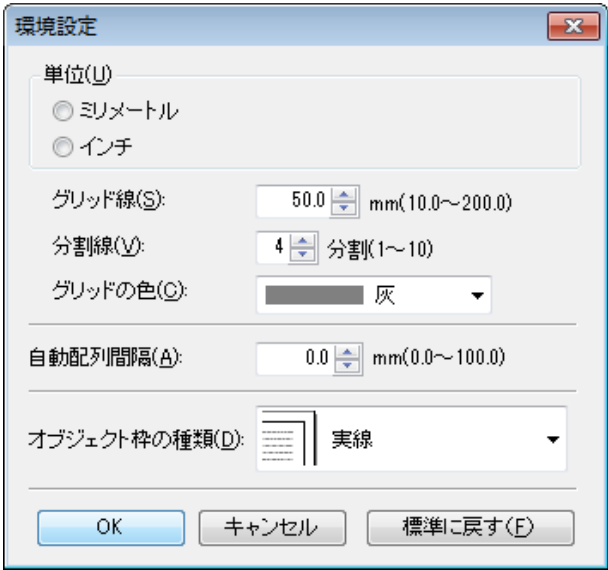 環境設定
単位(U)
ミリメートル
インチ
グリッド線(S): 50.0 mm(10.0～200.0)
分割線(V): 4 分割(1～10)
グリッドの色(C): 灰
自動配列間隔(A): 0.0 mm(0.0～100.0)
オブジェクト枠の種類(D): 実線
OK キャンセル 標準に戻す(F)